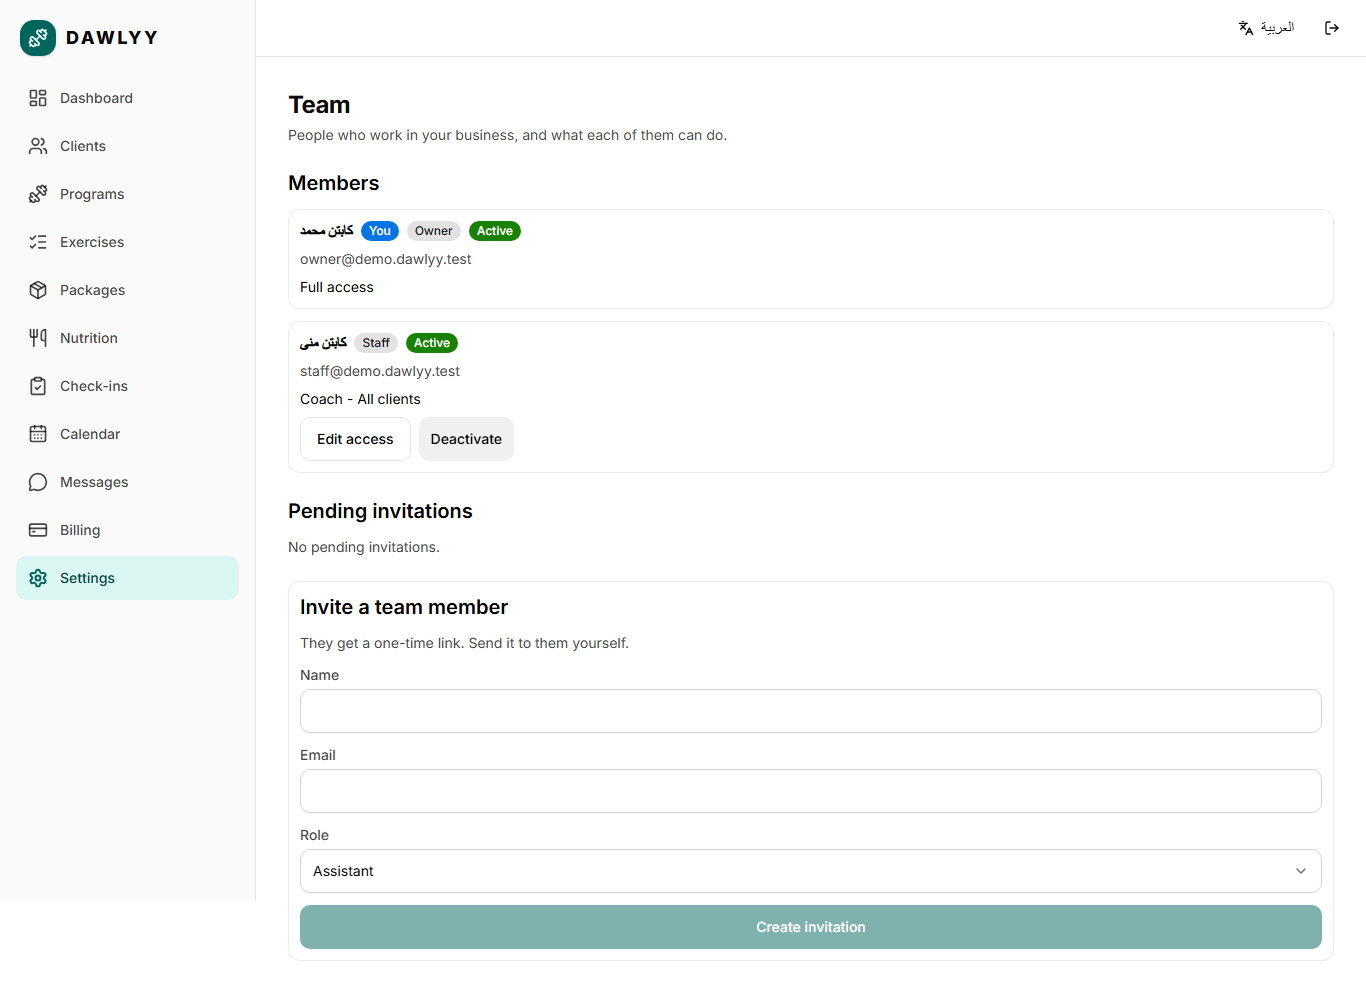 DAWLYY
العربية
Dashboard
Clients
Programs
Exercises
Packages
Nutrition
Check-ins
Calendar
Messages
Billing
Settings
Team
People who work in your business, and what each of them can do.
Members
كابتن محمد You Owner Active
owner@demo.dawlyy.test
Full access
كابتن منى Staff Active
staff@demo.dawlyy.test
Coach - All clients
Edit access Deactivate
Pending invitations
No pending invitations.
Invite a team member
They get a one-time link. Send it to them yourself.
Name
Email
Role
Assistant
Create invitation